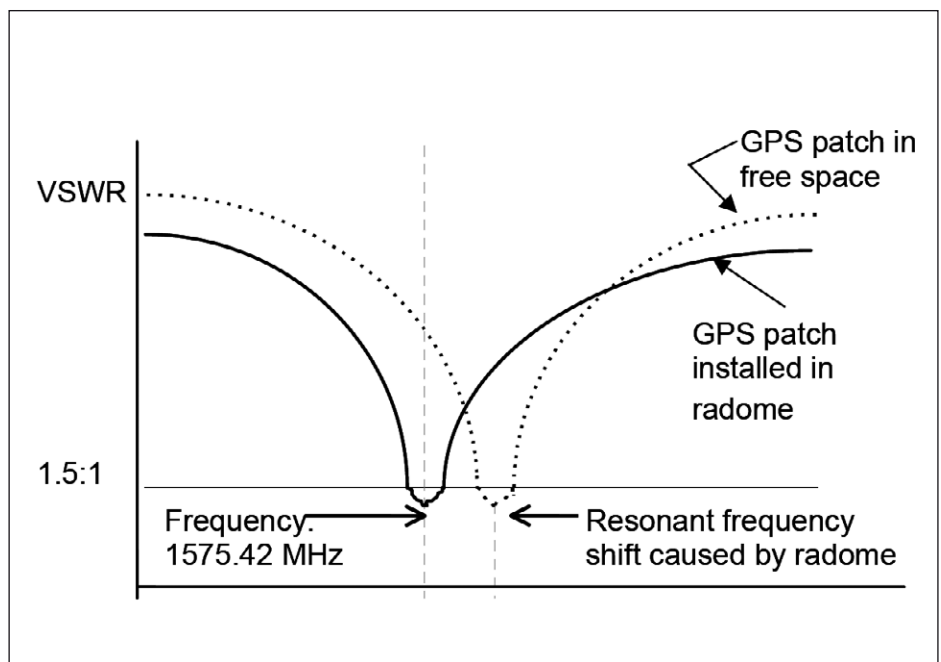 GPS patch in
free space
VSWR
GPS patch
installed in
radome
1.5:1
Frequency:
1575.42 MHz
Resonant frequency
shift caused by radome